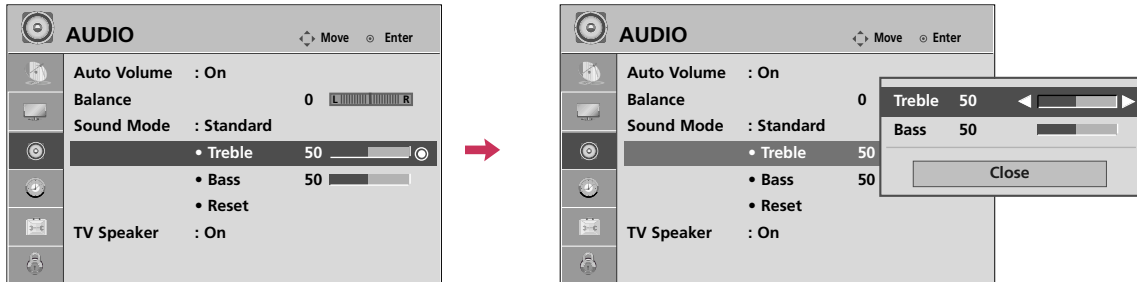 AUDIO
Move
Enter
Auto Volume : On
Balance 0 L R
Sound Mode : Standard
• Treble 50
• Bass 50
• Reset
TV Speaker : On
AUDIO
Move
Enter
Auto Volume : On
Balance 0
Sound Mode : Standard
• Treble 50
• Bass 50
• Reset
TV Speaker : On
Treble 50
Bass 50
Close